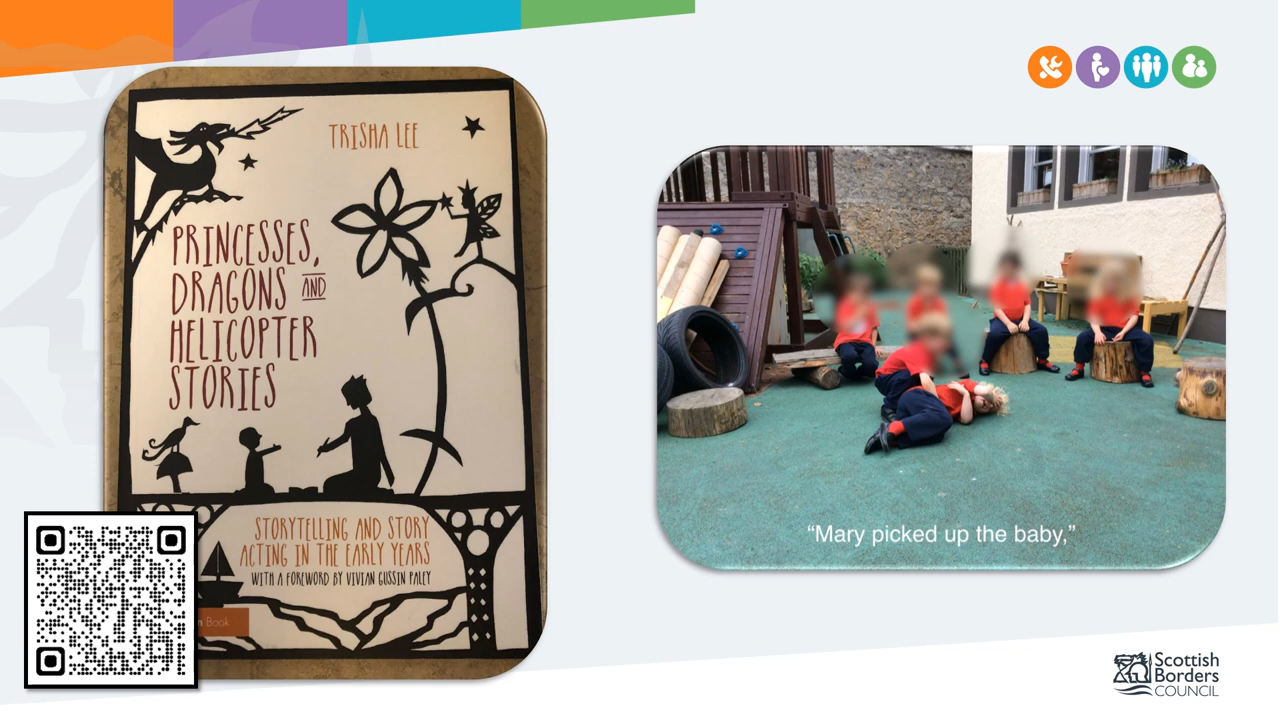 TRISHA LEE
PRINCESSES,
DRAGONS AND
HELICOPTER
STORIES
STORYTELLING AND STORY
ACTING IN THE EARLY YEARS
WITH A FOREWORD BY VIVIAN GUSSIN PALEY
Book
“Mary picked up the baby,”
Scottish
Borders
COUNCIL